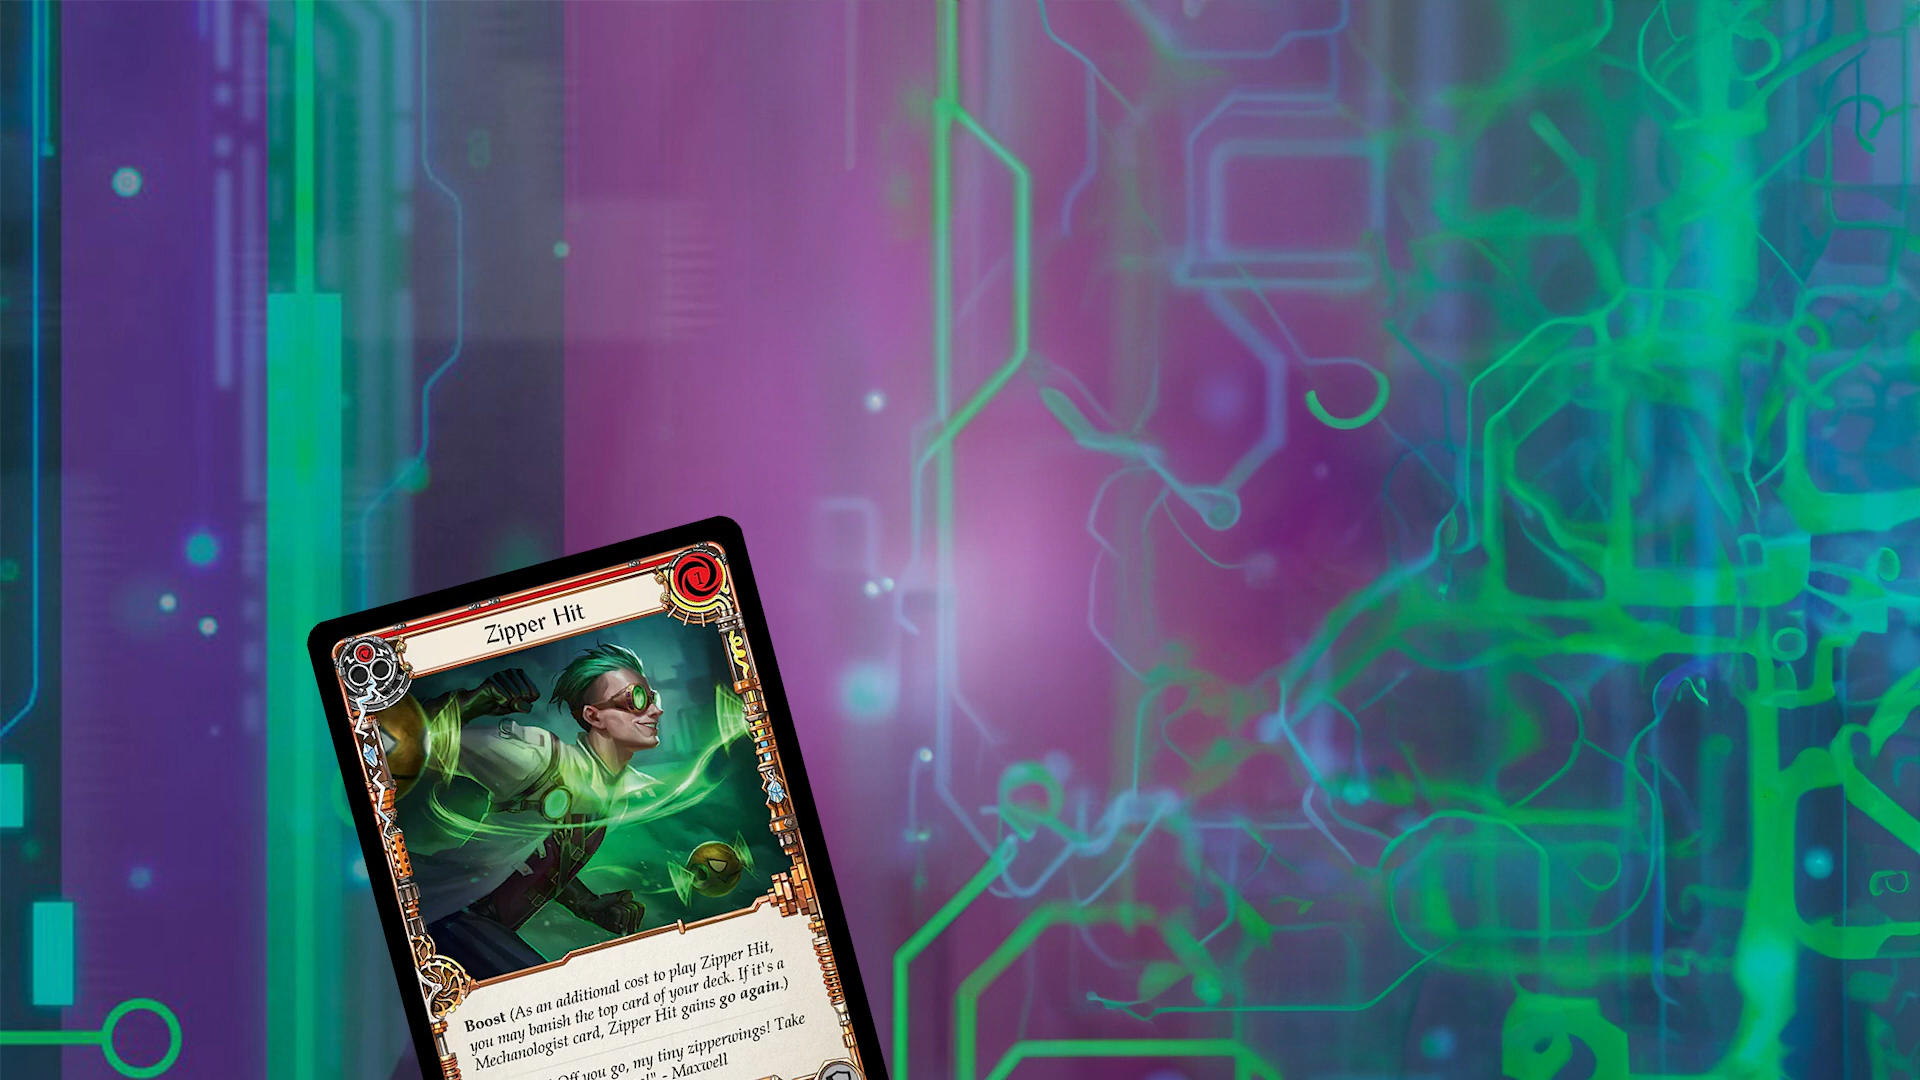 1
Zipper Hit
Boost (As an additional cost to play Zipper Hit,
you may banish the top card of your deck. If it's a
Mechanologist card, Zipper Hit gains go again.)
Off you go, my tiny zipperwings! Take
!" - Maxwell